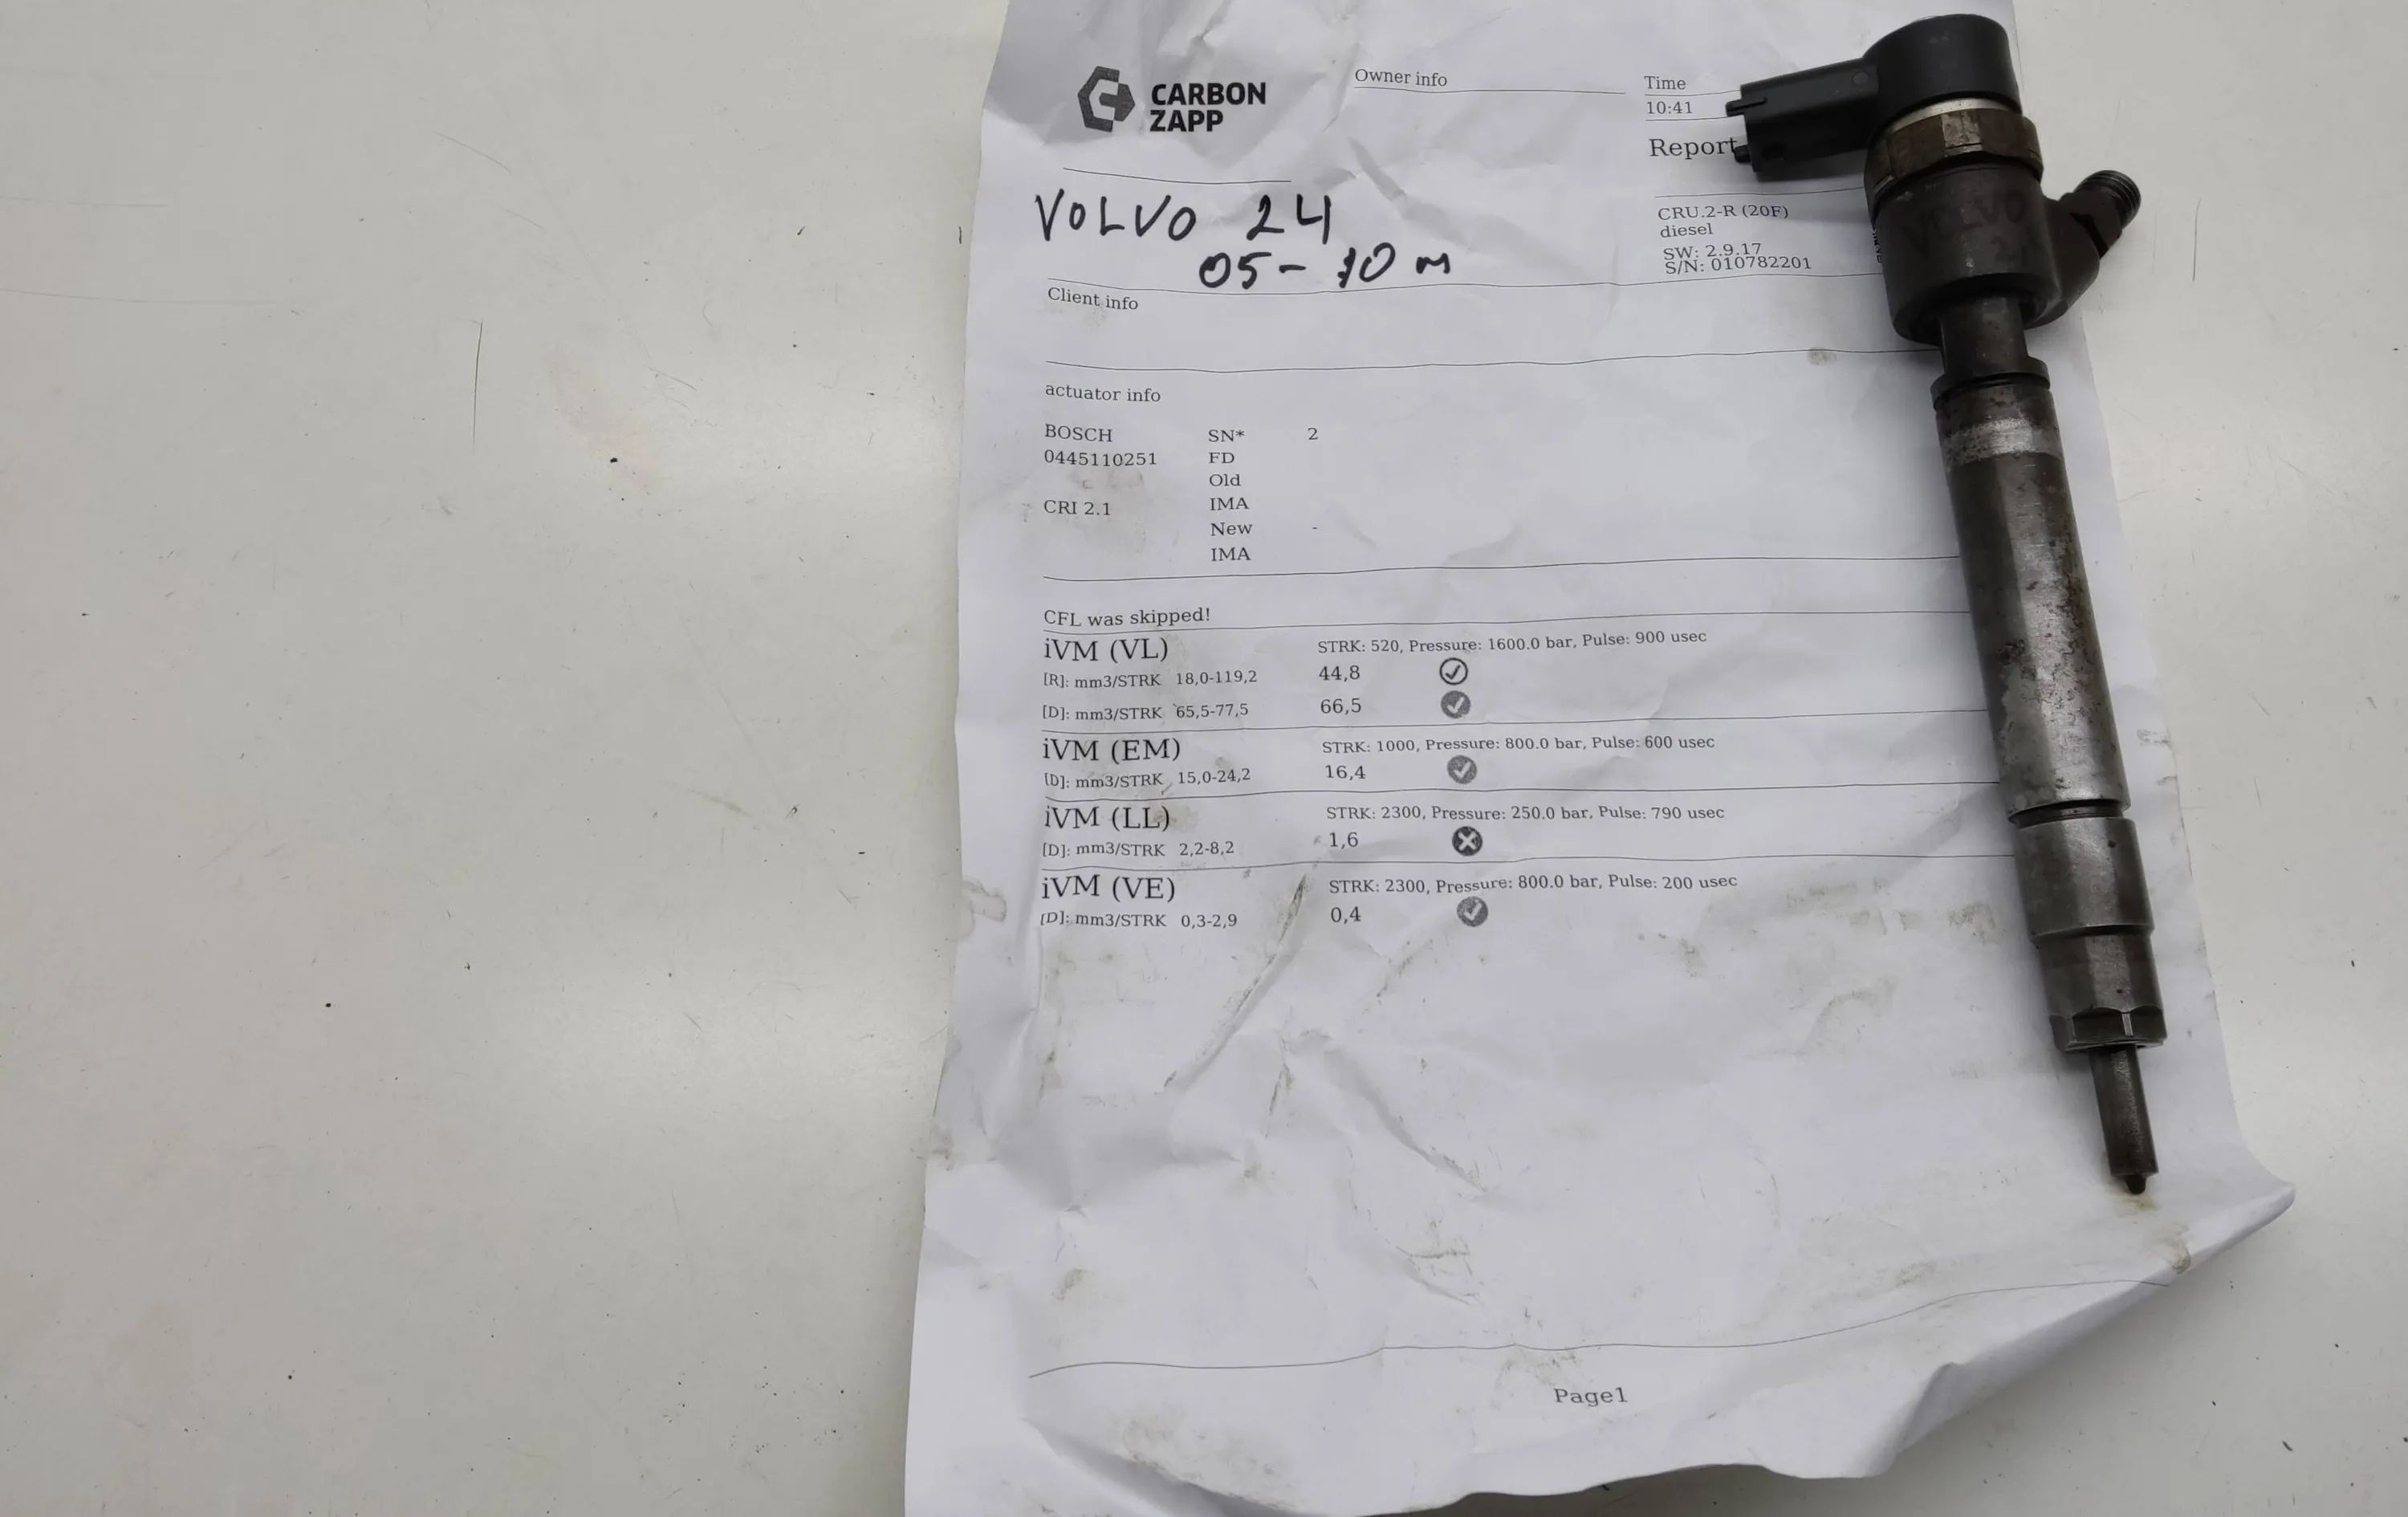 CARBON
ZAPP
Owner info
Time
10:41
Report
VOLVO 24
05-10 м
CRU.2-R (20F)
diesel
SW: 2.9.17
S/N: 010782201
Client info
actuator info
BOSCH SN* 2
0445110251 FD
Old
CRI 2.1 IMA
New -
IMA
CFL was skipped!
iVM (VL) STRK: 520, Pressure: 1600.0 bar, Pulse: 900 usec
[R]: mm3/STRK 18,0-119,2 44,8
[D]: mm3/STRK 65,5-77,5 66,5
iVM (EM) STRK: 1000, Pressure: 800.0 bar, Pulse: 600 usec
[D]: mm3/STRK 15,0-24,2 16,4
iVM (LL) STRK: 2300, Pressure: 250.0 bar, Pulse: 790 usec
[D]: mm3/STRK 2,2-8,2 1,6
iVM (VE) STRK: 2300, Pressure: 800.0 bar, Pulse: 200 usec
[D]: mm3/STRK 0,3-2,9 0,4
Page1
VOLVO